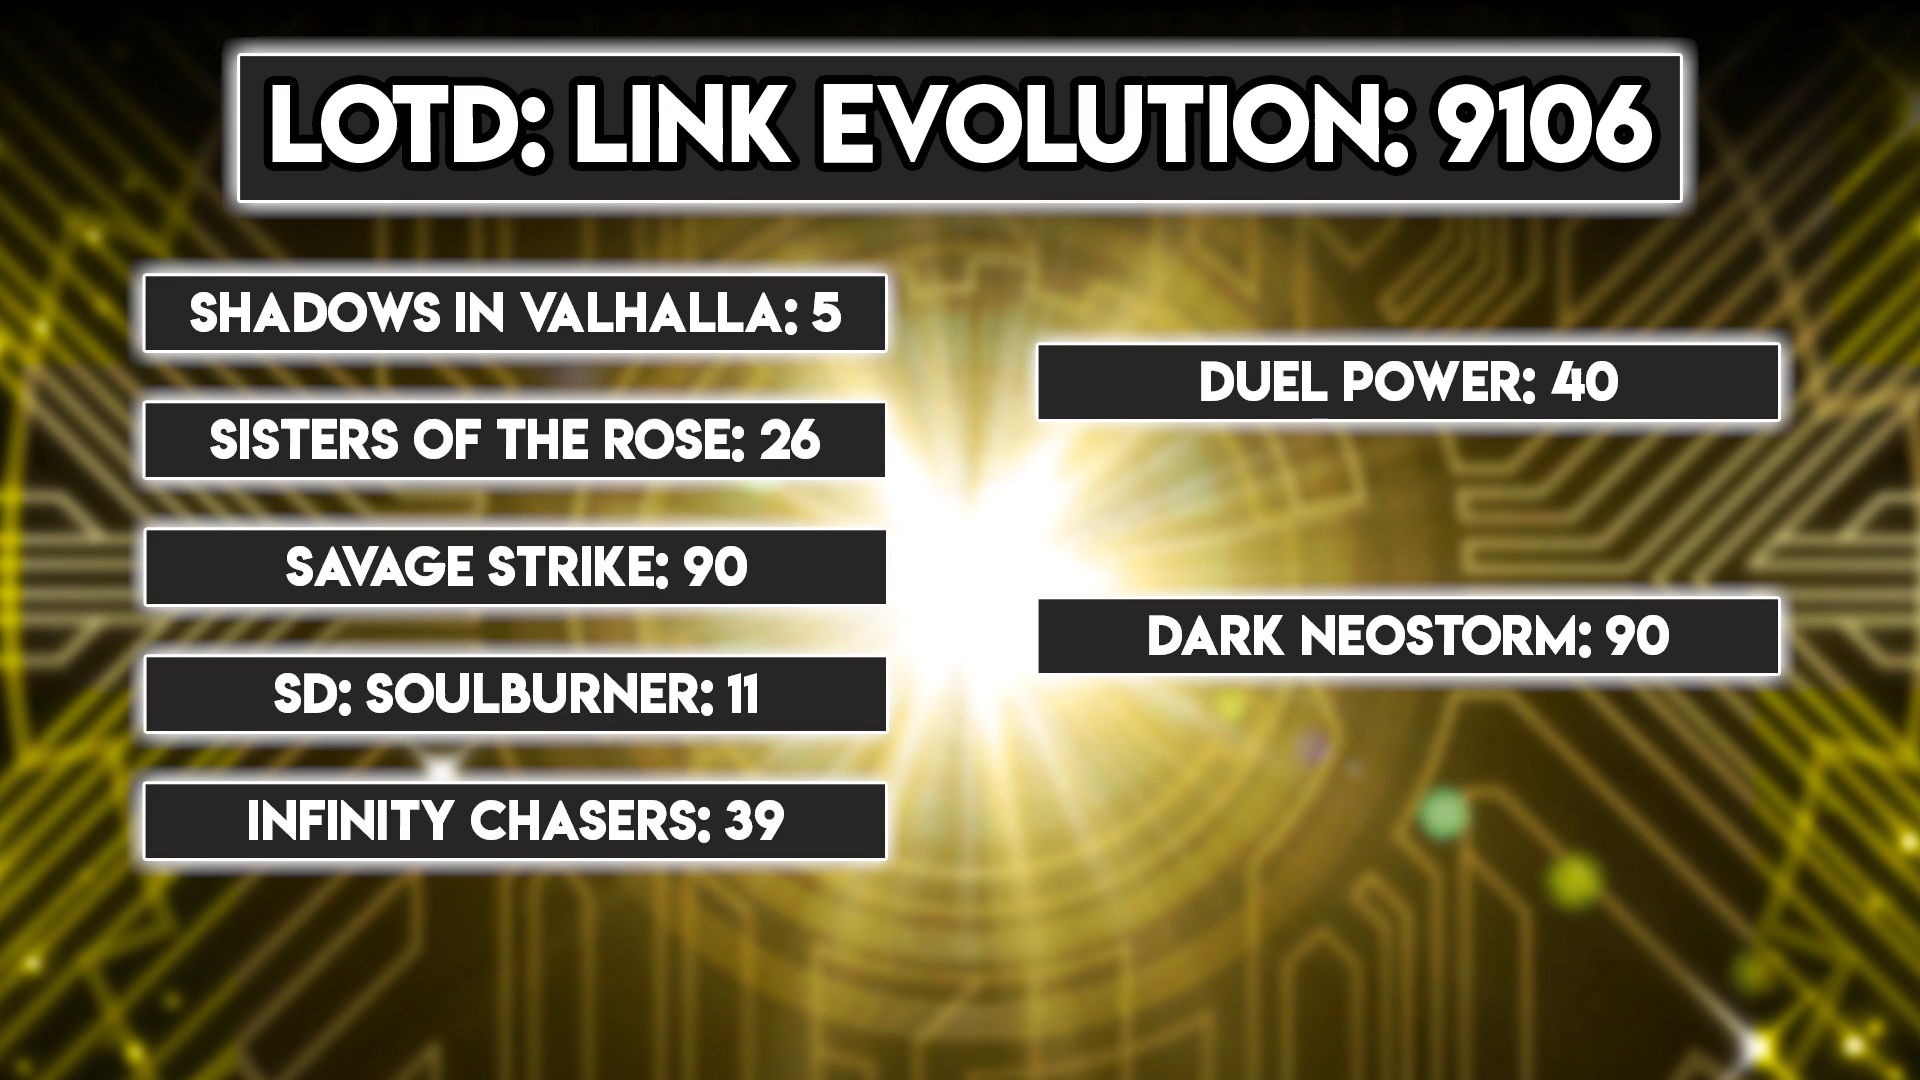 LOTD: LINK EVOLUTION: 9106
SHADOWS IN VALHALLA: 5
SISTERS OF THE ROSE: 26
SAVAGE STRIKE: 90
SD: SOULBURNER: 11
INFINITY CHASERS: 39
DUEL POWER: 40
DARK NEOSTORM: 90